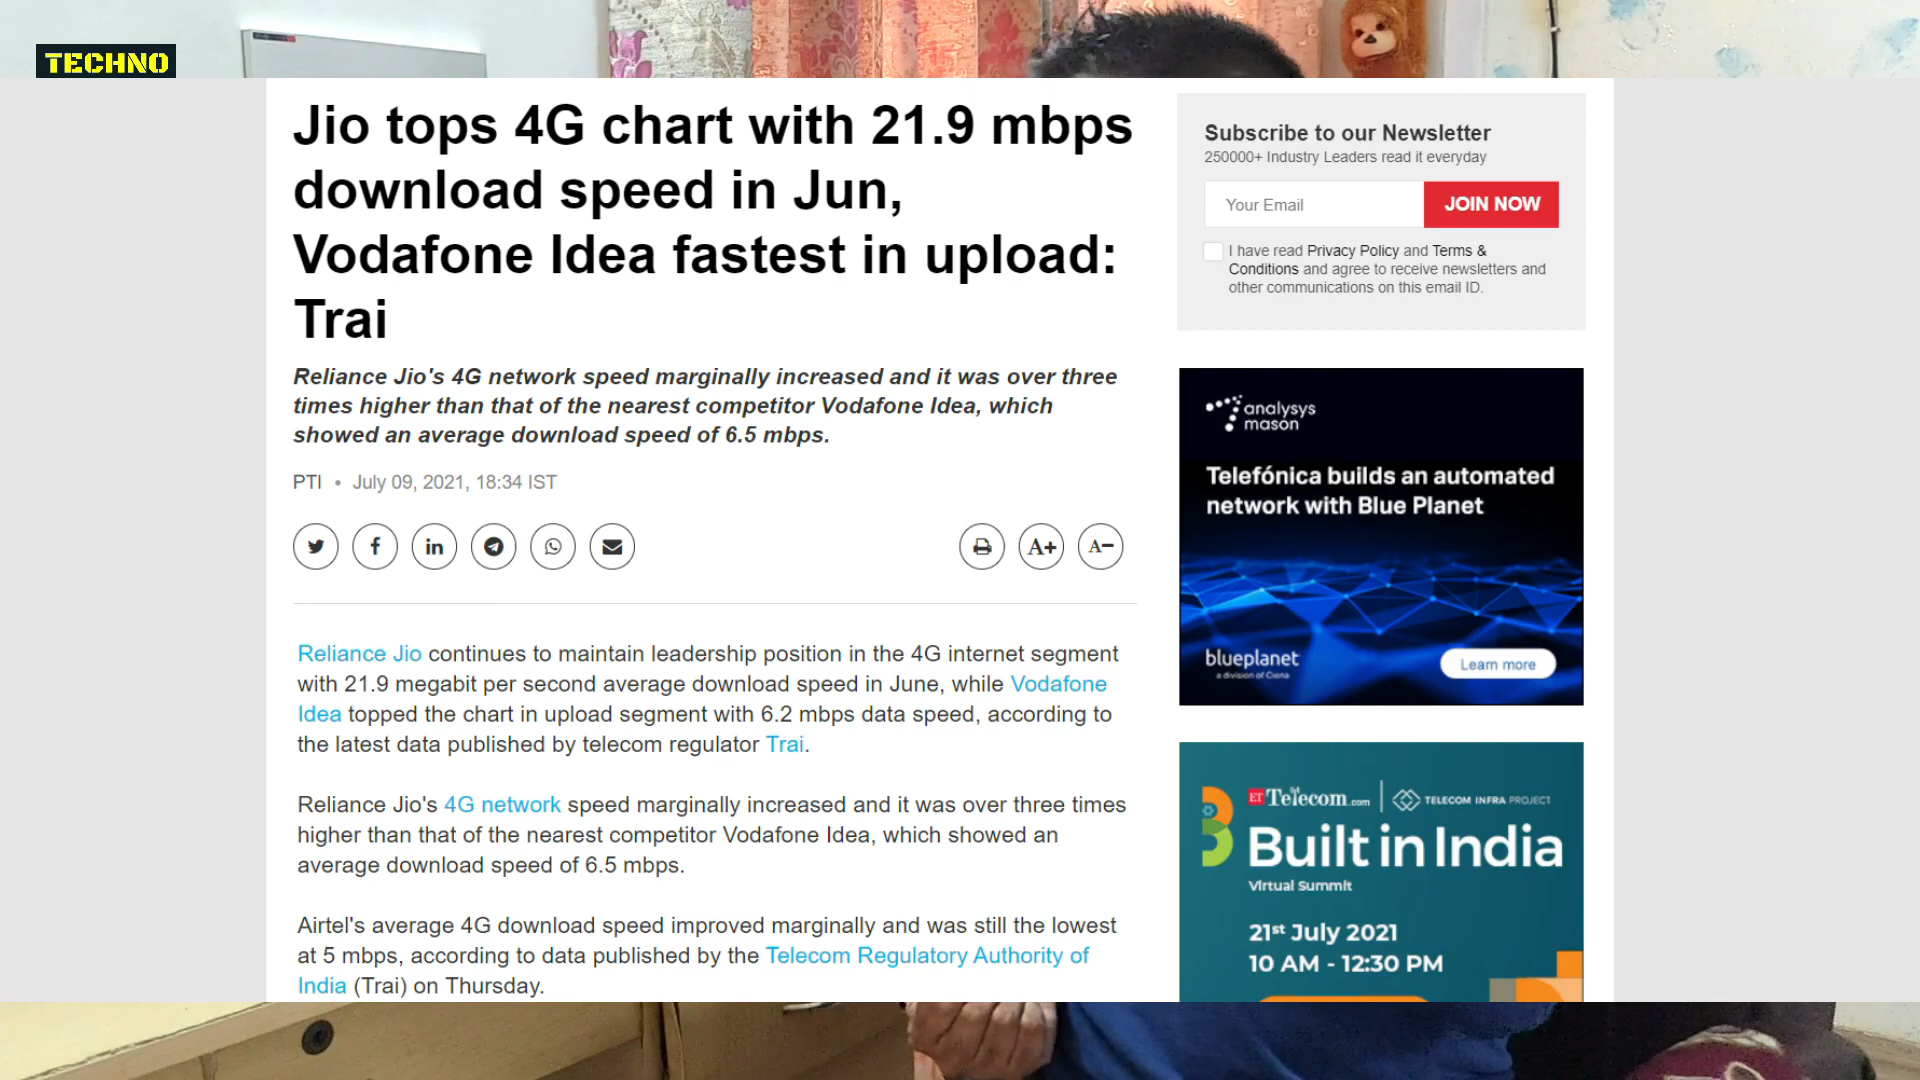 TECHNO
Jio tops 4G chart with 21.9 mbps
download speed in Jun,
Vodafone Idea fastest in upload:
Trai
Reliance Jio's 4G network speed marginally increased and it was over three
times higher than that of the nearest competitor Vodafone Idea, which
showed an average download speed of 6.5 mbps.
PTI • July 09, 2021, 18:34 IST
A+
A-
Reliance Jio continues to maintain leadership position in the 4G internet segment
with 21.9 megabit per second average download speed in June, while Vodafone
Idea topped the chart in upload segment with 6.2 mbps data speed, according to
the latest data published by telecom regulator Trai.
Reliance Jio's 4G network speed marginally increased and it was over three times
higher than that of the nearest competitor Vodafone Idea, which showed an
average download speed of 6.5 mbps.
Airtel's average 4G download speed improved marginally and was still the lowest
at 5 mbps, according to data published by the Telecom Regulatory Authority of
India (Trai) on Thursday.
Subscribe to our Newsletter
250000+ Industry Leaders read it everyday
Your Email
JOIN NOW
I have read Privacy Policy and Terms &
Conditions and agree to receive newsletters and
other communications on this email ID.
analysys
mason
Telefónica builds an automated
network with Blue Planet
blueplanet
a division of Ciena
Learn more
ET Telecom.com
TELECOM INFRA PROJECT
Built in India
Virtual Summit
21st July 2021
10 AM - 12:30 PM